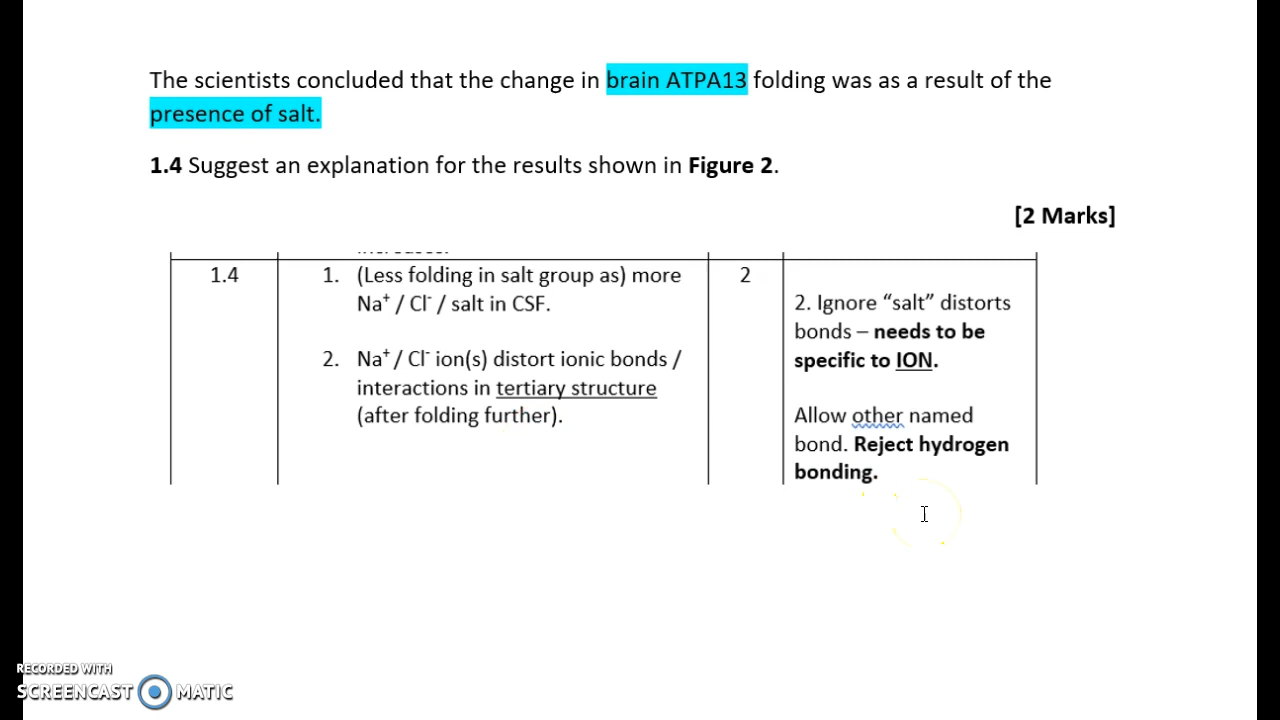 The scientists concluded that the change in brain ATPA13 folding was as a result of the
presence of salt.
1.4 Suggest an explanation for the results shown in Figure 2.
[2 Marks]
1.4
1. (Less folding in salt group as) more
Na⁺ / Cl⁻ / salt in CSF.
2. Na⁺ / Cl⁻ ion(s) distort ionic bonds /
interactions in tertiary structure
(after folding further).
2
2. Ignore “salt” distorts
bonds – needs to be
specific to ION.
Allow other named
bond. Reject hydrogen
bonding.
RECORDED WITH
SCREENCAST MATIC